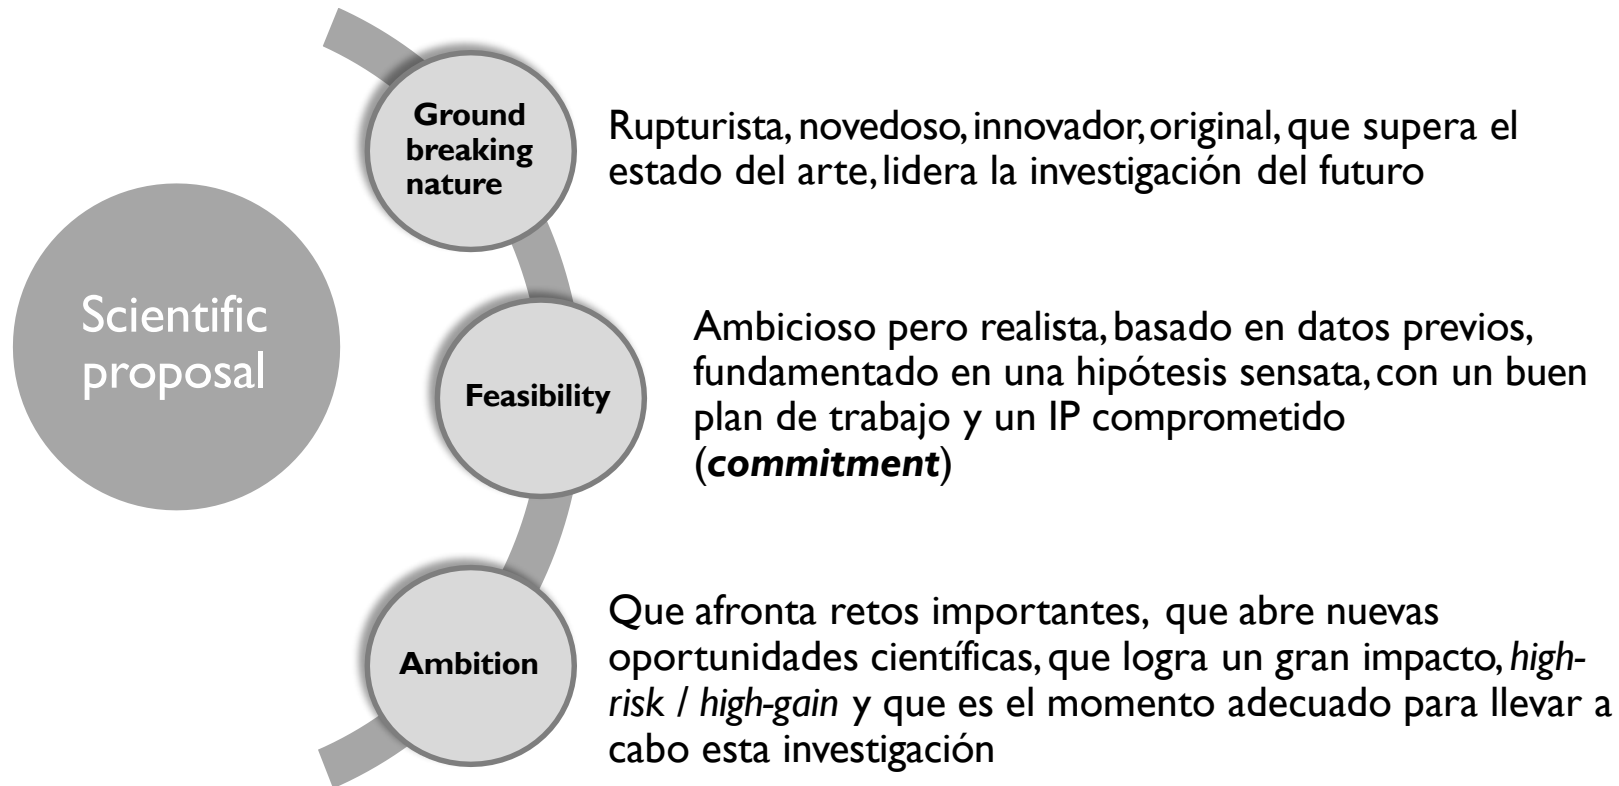 Scientific
proposal
Ground
breaking
nature
Rupturista, novedoso, innovador, original, que supera el
estado del arte, lidera la investigación del futuro
Feasibility
Ambicioso pero realista, basado en datos previos,
fundamentado en una hipótesis sensata, con un buen
plan de trabajo y un IP comprometido
(commitment)
Ambition
Que afronta retos importantes, que abre nuevas
oportunidades científicas, que logra un gran impacto, high-
risk / high-gain y que es el momento adecuado para llevar a
cabo esta investigación